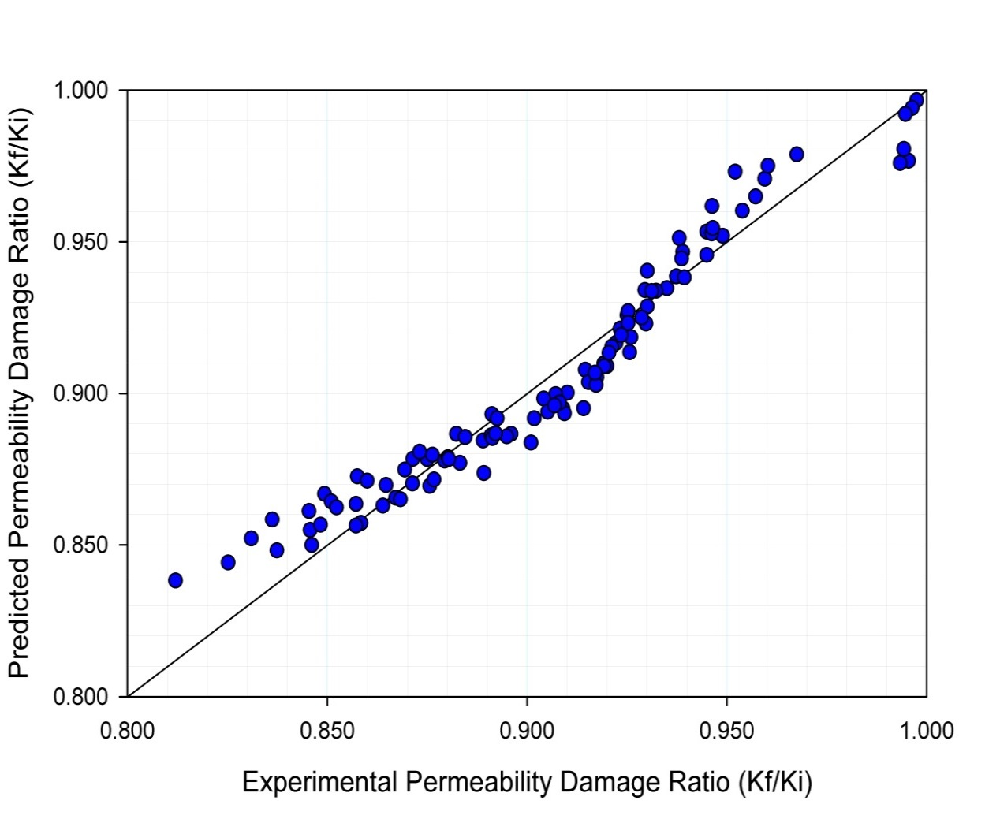 Predicted Permeability Damage Ratio (Kf/Ki)
1.000
0.950
0.900
0.850
0.800
0.800 0.850 0.900 0.950 1.000
Experimental Permeability Damage Ratio (Kf/Ki)